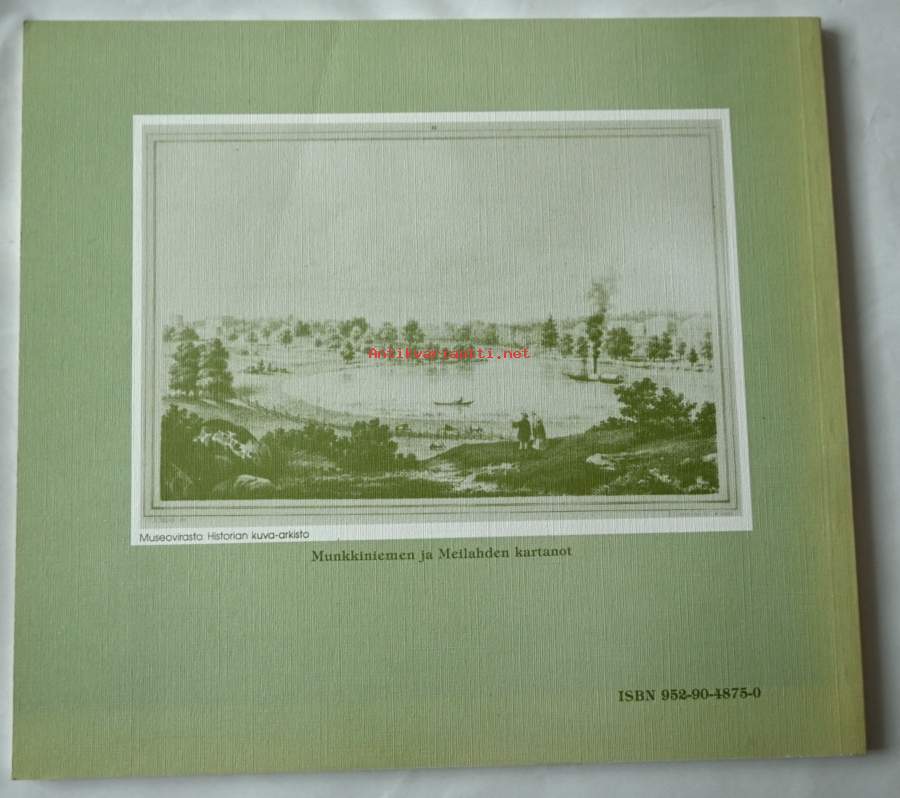 Antikvariaatti.net
Museovirasto: Historian kuva-arkisto
Munkkiniemen ja Meilahden kartanot
ISBN 952-90-4875-0